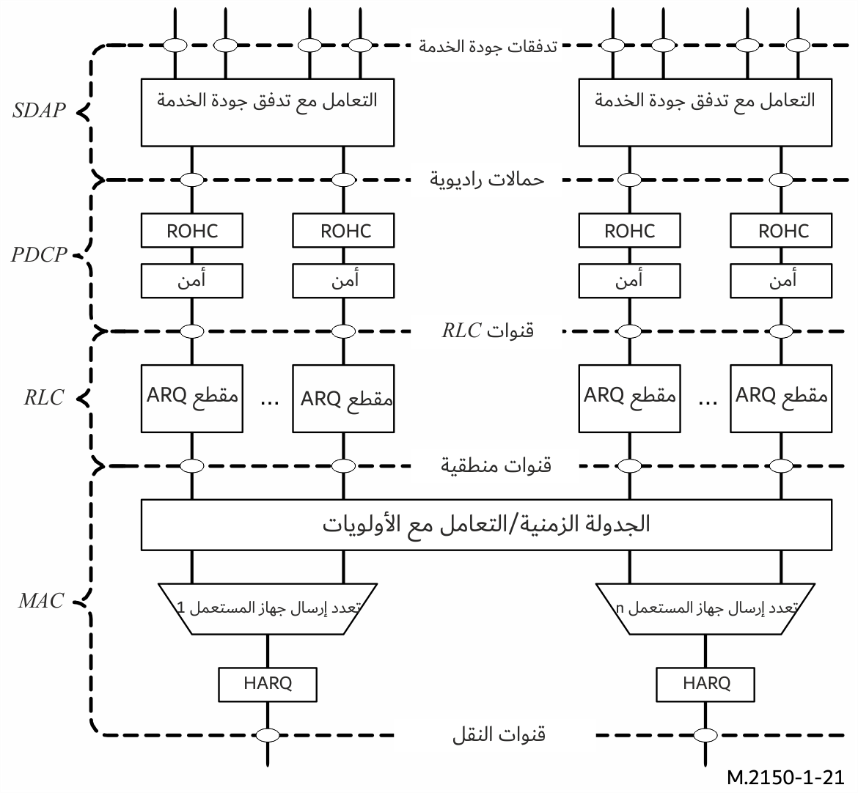 تدفقات جودة الخدمة
SDAP
التعامل مع تدفق جودة الخدمة
التعامل مع تدفق جودة الخدمة
حمالات راديوية
PDCP
ROHC
ROHC
ROHC
ROHC
أمن
أمن
أمن
أمن
قنوات RLC
RLC
مقطع ARQ
...
مقطع ARQ
مقطع ARQ
...
مقطع ARQ
قنوات منطقية
الجدولة الزمنية/التعامل مع الأولويات
MAC
تعدد إرسال جهاز المستعمل 1
تعدد إرسال جهاز المستعمل n
HARQ
HARQ
قنوات النقل
M.2150-1-21